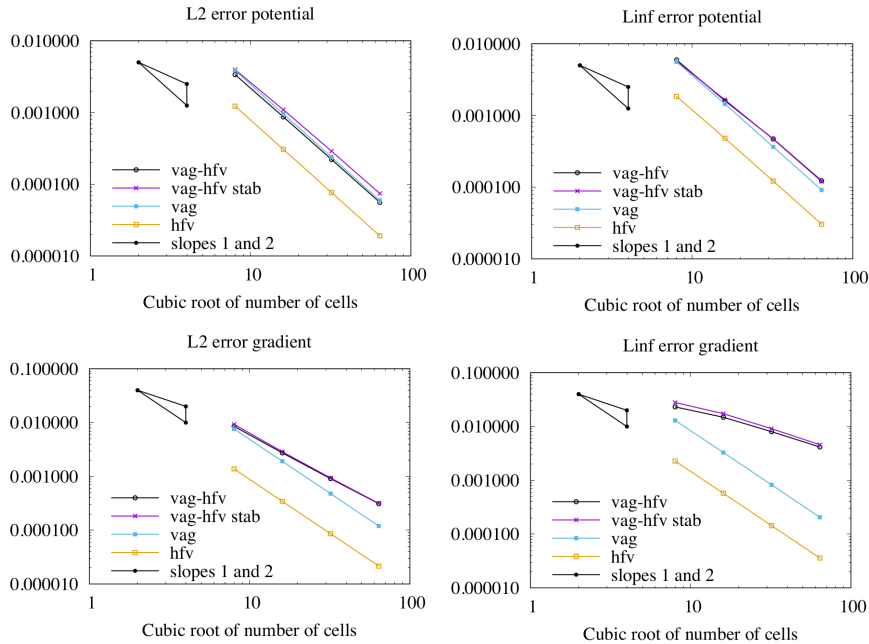 L2 error potential
0.010000
0.001000
0.000100
0.000010
vag-hfv
vag-hfv stab
vag
hfv
slopes 1 and 2
1
10
100
Cubic root of number of cells
Linf error potential
0.010000
0.001000
0.000100
0.000010
vag-hfv
vag-hfv stab
vag
hfv
slopes 1 and 2
1
10
100
Cubic root of number of cells
L2 error gradient
0.100000
0.010000
0.001000
0.000100
0.000010
vag-hfv
vag-hfv stab
vag
hfv
slopes 1 and 2
1
10
100
Cubic root of number of cells
Linf error gradient
0.100000
0.010000
0.001000
0.000100
0.000010
vag-hfv
vag-hfv stab
vag
hfv
slopes 1 and 2
1
10
100
Cubic root of number of cells